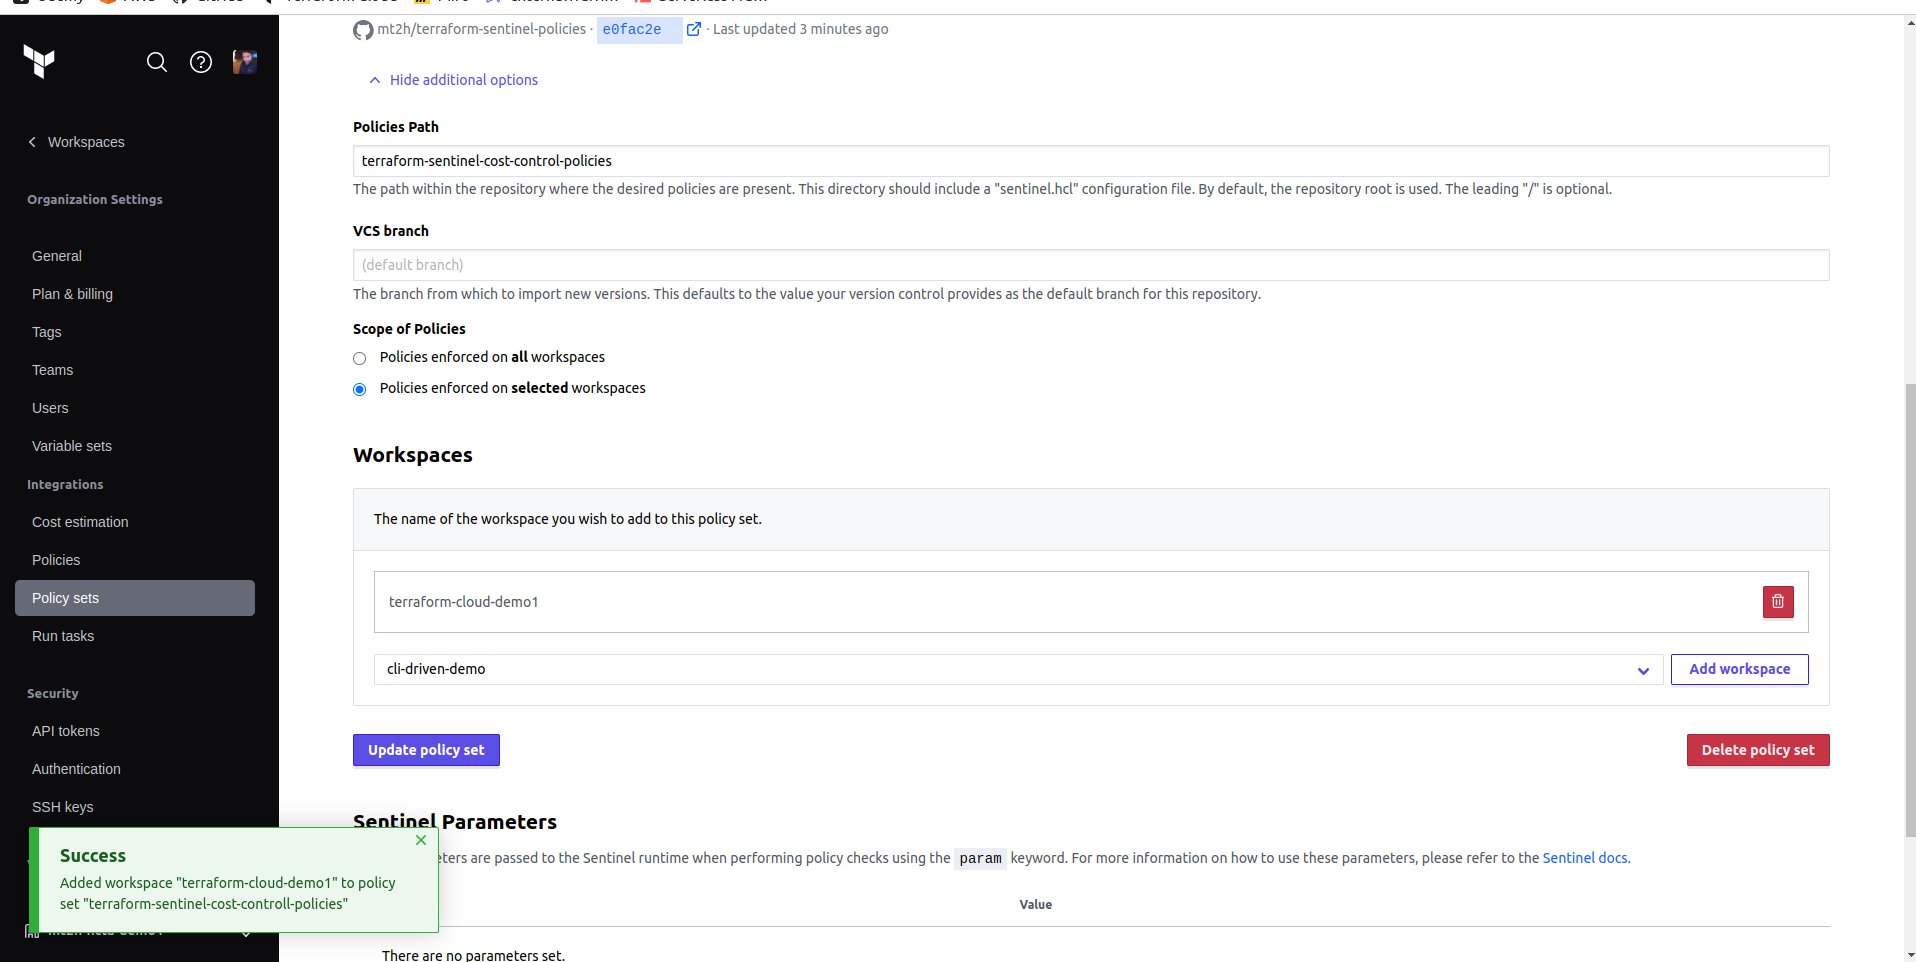 mt2h/terraform-sentinel-policies · e0fac2e · Last updated 3 minutes ago
Hide additional options
Workspaces
Organization Settings
General
Plan & billing
Tags
Teams
Users
Variable sets
Integrations
Cost estimation
Policies
Policy sets
Run tasks
Security
API tokens
Authentication
SSH keys
Policies Path
terraform-sentinel-cost-control-policies
The path within the repository where the desired policies are present. This directory should include a "sentinel.hcl" configuration file. By default, the repository root is used. The leading "/" is optional.
VCS branch
(default branch)
The branch from which to import new versions. This defaults to the value your version control provides as the default branch for this repository.
Scope of Policies
Policies enforced on all workspaces
Policies enforced on selected workspaces
Workspaces
The name of the workspace you wish to add to this policy set.
terraform-cloud-demo1
cli-driven-demo
Add workspace
Update policy set
Delete policy set
Sentinel Parameters
are passed to the Sentinel runtime when performing policy checks using the param keyword. For more information on how to use these parameters, please refer to the Sentinel docs.
Value
There are no parameters set.
Success
Added workspace "terraform-cloud-demo1" to policy
set "terraform-sentinel-cost-controll-policies"